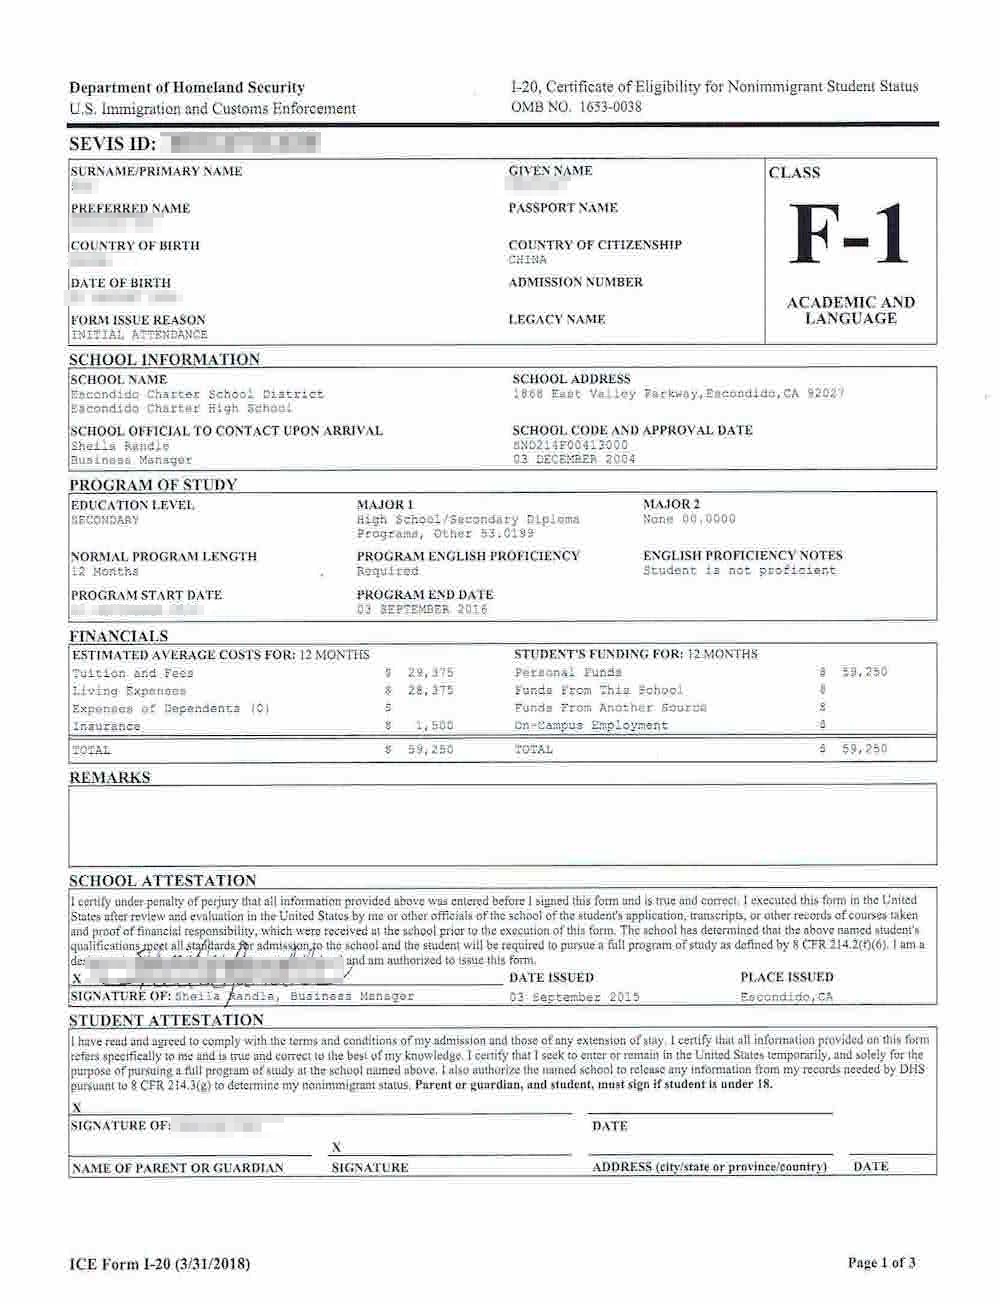 Department of Homeland Security
U.S. Immigration and Customs Enforcement
I-20, Certificate of Eligibility for Nonimmigrant Student Status
OMB NO. 1653-0038
SEVIS ID:
SURNAME/PRIMARY NAME
GIVEN NAME
CLASS
PREFERRED NAME
PASSPORT NAME
F-1
COUNTRY OF BIRTH
COUNTRY OF CITIZENSHIP
CHINA
DATE OF BIRTH
ADMISSION NUMBER
ACADEMIC AND
LANGUAGE
FORM ISSUE REASON
INITIAL ATTENDANCE
LEGACY NAME
SCHOOL INFORMATION
SCHOOL NAME
Escondido Charter School District
Escondido Charter High School
SCHOOL ADDRESS
1868 East Valley Parkway,Escondido,CA 92027
SCHOOL OFFICIAL TO CONTACT UPON ARRIVAL
Sheila Randle
Business Manager
SCHOOL CODE AND APPROVAL DATE
SND214F00413000
03 DECEMBER 2004
PROGRAM OF STUDY
EDUCATION LEVEL
SECONDARY
MAJOR 1
High School/Secondary Diploma
Programs, Other 53.0199
MAJOR 2
None 00.0000
NORMAL PROGRAM LENGTH
12 Months
PROGRAM ENGLISH PROFICIENCY
Required
ENGLISH PROFICIENCY NOTES
Student is not proficient
PROGRAM START DATE
PROGRAM END DATE
03 SEPTEMBER 2016
FINANCIALS
ESTIMATED AVERAGE COSTS FOR: 12 MONTHS
STUDENT'S FUNDING FOR: 12 MONTHS
Tuition and Fees $ 29,375
Personal Funds $ 59,250
Living Expenses $ 28,375
Funds From This School $
Expenses of Dependents (0) $
Funds From Another Source $
Insurance $ 1,500
On-Campus Employment $
TOTAL $ 59,250
TOTAL $ 59,250
REMARKS
SCHOOL ATTESTATION
I certify under penalty of perjury that all information provided above was entered before I signed this form and is true and correct. I executed this form in the United
States after review and evaluation in the United States by me or other officials of the school of the student's application, transcripts, or other records of courses taken
and proof of financial responsibility, which were received at the school prior to the execution of this form. The school has determined that the above named student's
qualifications meet all standards for admission to the school and the student will be required to pursue a full program of study as defined by 8 CFR 214.2(f)(6). I am a
and am authorized to issue this form.
X
DATE ISSUED
PLACE ISSUED
SIGNATURE OF: Sheila Randle, Business Manager
03 September 2015
Escondido,CA
STUDENT ATTESTATION
I have read and agreed to comply with the terms and conditions of my admission and those of any extension of stay. I certify that all information provided on this form
refers specifically to me and is true and correct to the best of my knowledge. I certify that I seek to enter or remain in the United States temporarily, and solely for the
purpose of pursuing a full program of study at the school named above. I also authorize the named school to release any information from my records needed by DHS
pursuant to 8 CFR 214.3(g) to determine my nonimmigrant status. Parent or guardian, and student, must sign if student is under 18.
X
SIGNATURE OF:
DATE
X
NAME OF PARENT OR GUARDIAN
SIGNATURE
ADDRESS (city/state or province/country)
DATE
ICE Form I-20 (3/31/2018)
Page 1 of 3